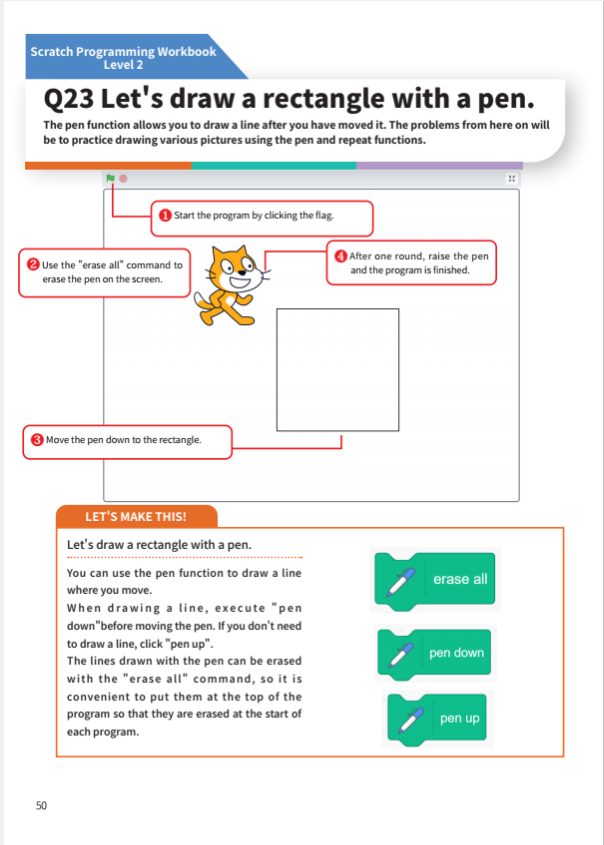 Scratch Programming Workbook
Level 2
Q23 Let's draw a rectangle with a pen.
The pen function allows you to draw a line after you have moved it. The problems from here on will
be to practice drawing various pictures using the pen and repeat functions.
1 Start the program by clicking the flag.
2 Use the "erase all" command to
erase the pen on the screen.
4 After one round, raise the pen
and the program is finished.
3 Move the pen down to the rectangle.
LET'S MAKE THIS!
Let's draw a rectangle with a pen.
You can use the pen function to draw a line
where you move.
When drawing a line, execute "pen
down"before moving the pen. If you don't need
to draw a line, click "pen up".
The lines drawn with the pen can be erased
with the "erase all" command, so it is
convenient to put them at the top of the
program so that they are erased at the start of
each program.
erase all
pen down
pen up
50